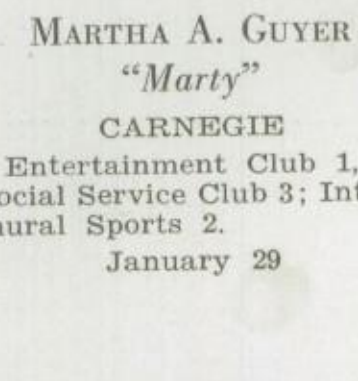 MARTHA A. GUYER
"Marty"
CARNEGIE
Entertainment Club 1,
ocial Service Club 3; Int
ural Sports 2.
January 29